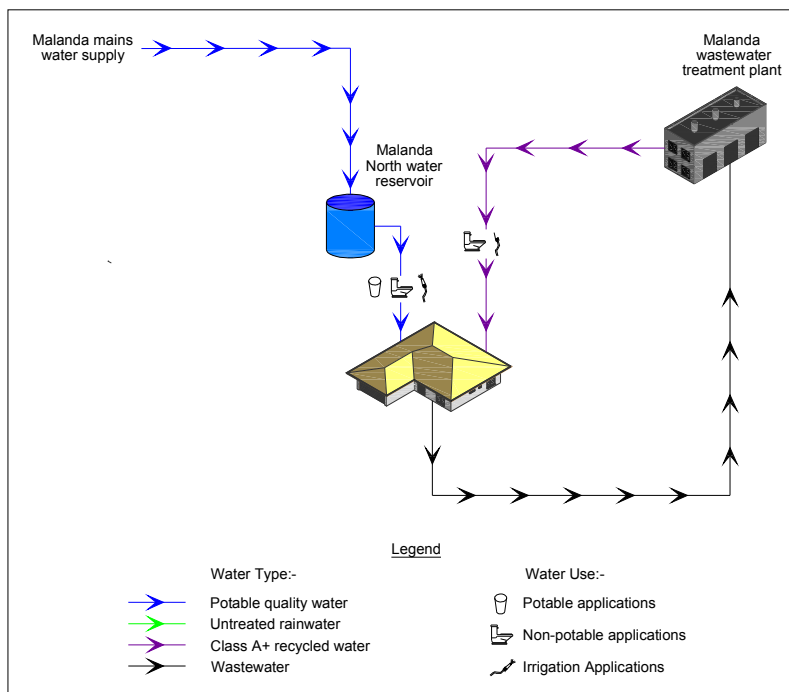 Malanda mains
water supply
Malanda
wastewater
treatment plant
Malanda
North water
reservoir
Legend
Water Type:-
Potable quality water
Untreated rainwater
Class A+ recycled water
Wastewater
Water Use:-
Potable applications
Non-potable applications
Irrigation Applications